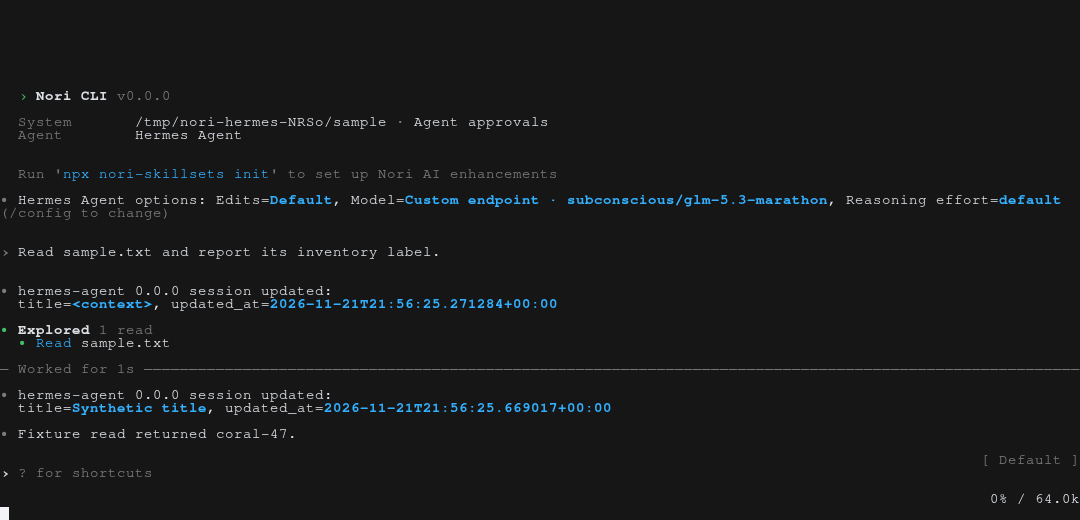 › Nori CLI v0.0.0
System /tmp/nori-hermes-NRSo/sample · Agent approvals
Agent Hermes Agent
Run 'npx nori-skillsets init' to set up Nori AI enhancements
• Hermes Agent options: Edits=Default, Model=Custom endpoint · subconscious/glm-5.3-marathon, Reasoning effort=default
(/config to change)
› Read sample.txt and report its inventory label.
• hermes-agent 0.0.0 session updated:
title=<context>, updated_at=2026-11-21T21:56:25.271284+00:00
• Explored 1 read
• Read sample.txt
─ Worked for 1s ─
• hermes-agent 0.0.0 session updated:
title=Synthetic title, updated_at=2026-11-21T21:56:25.669017+00:00
• Fixture read returned coral-47.
[ Default ]
› ? for shortcuts
0% / 64.0k